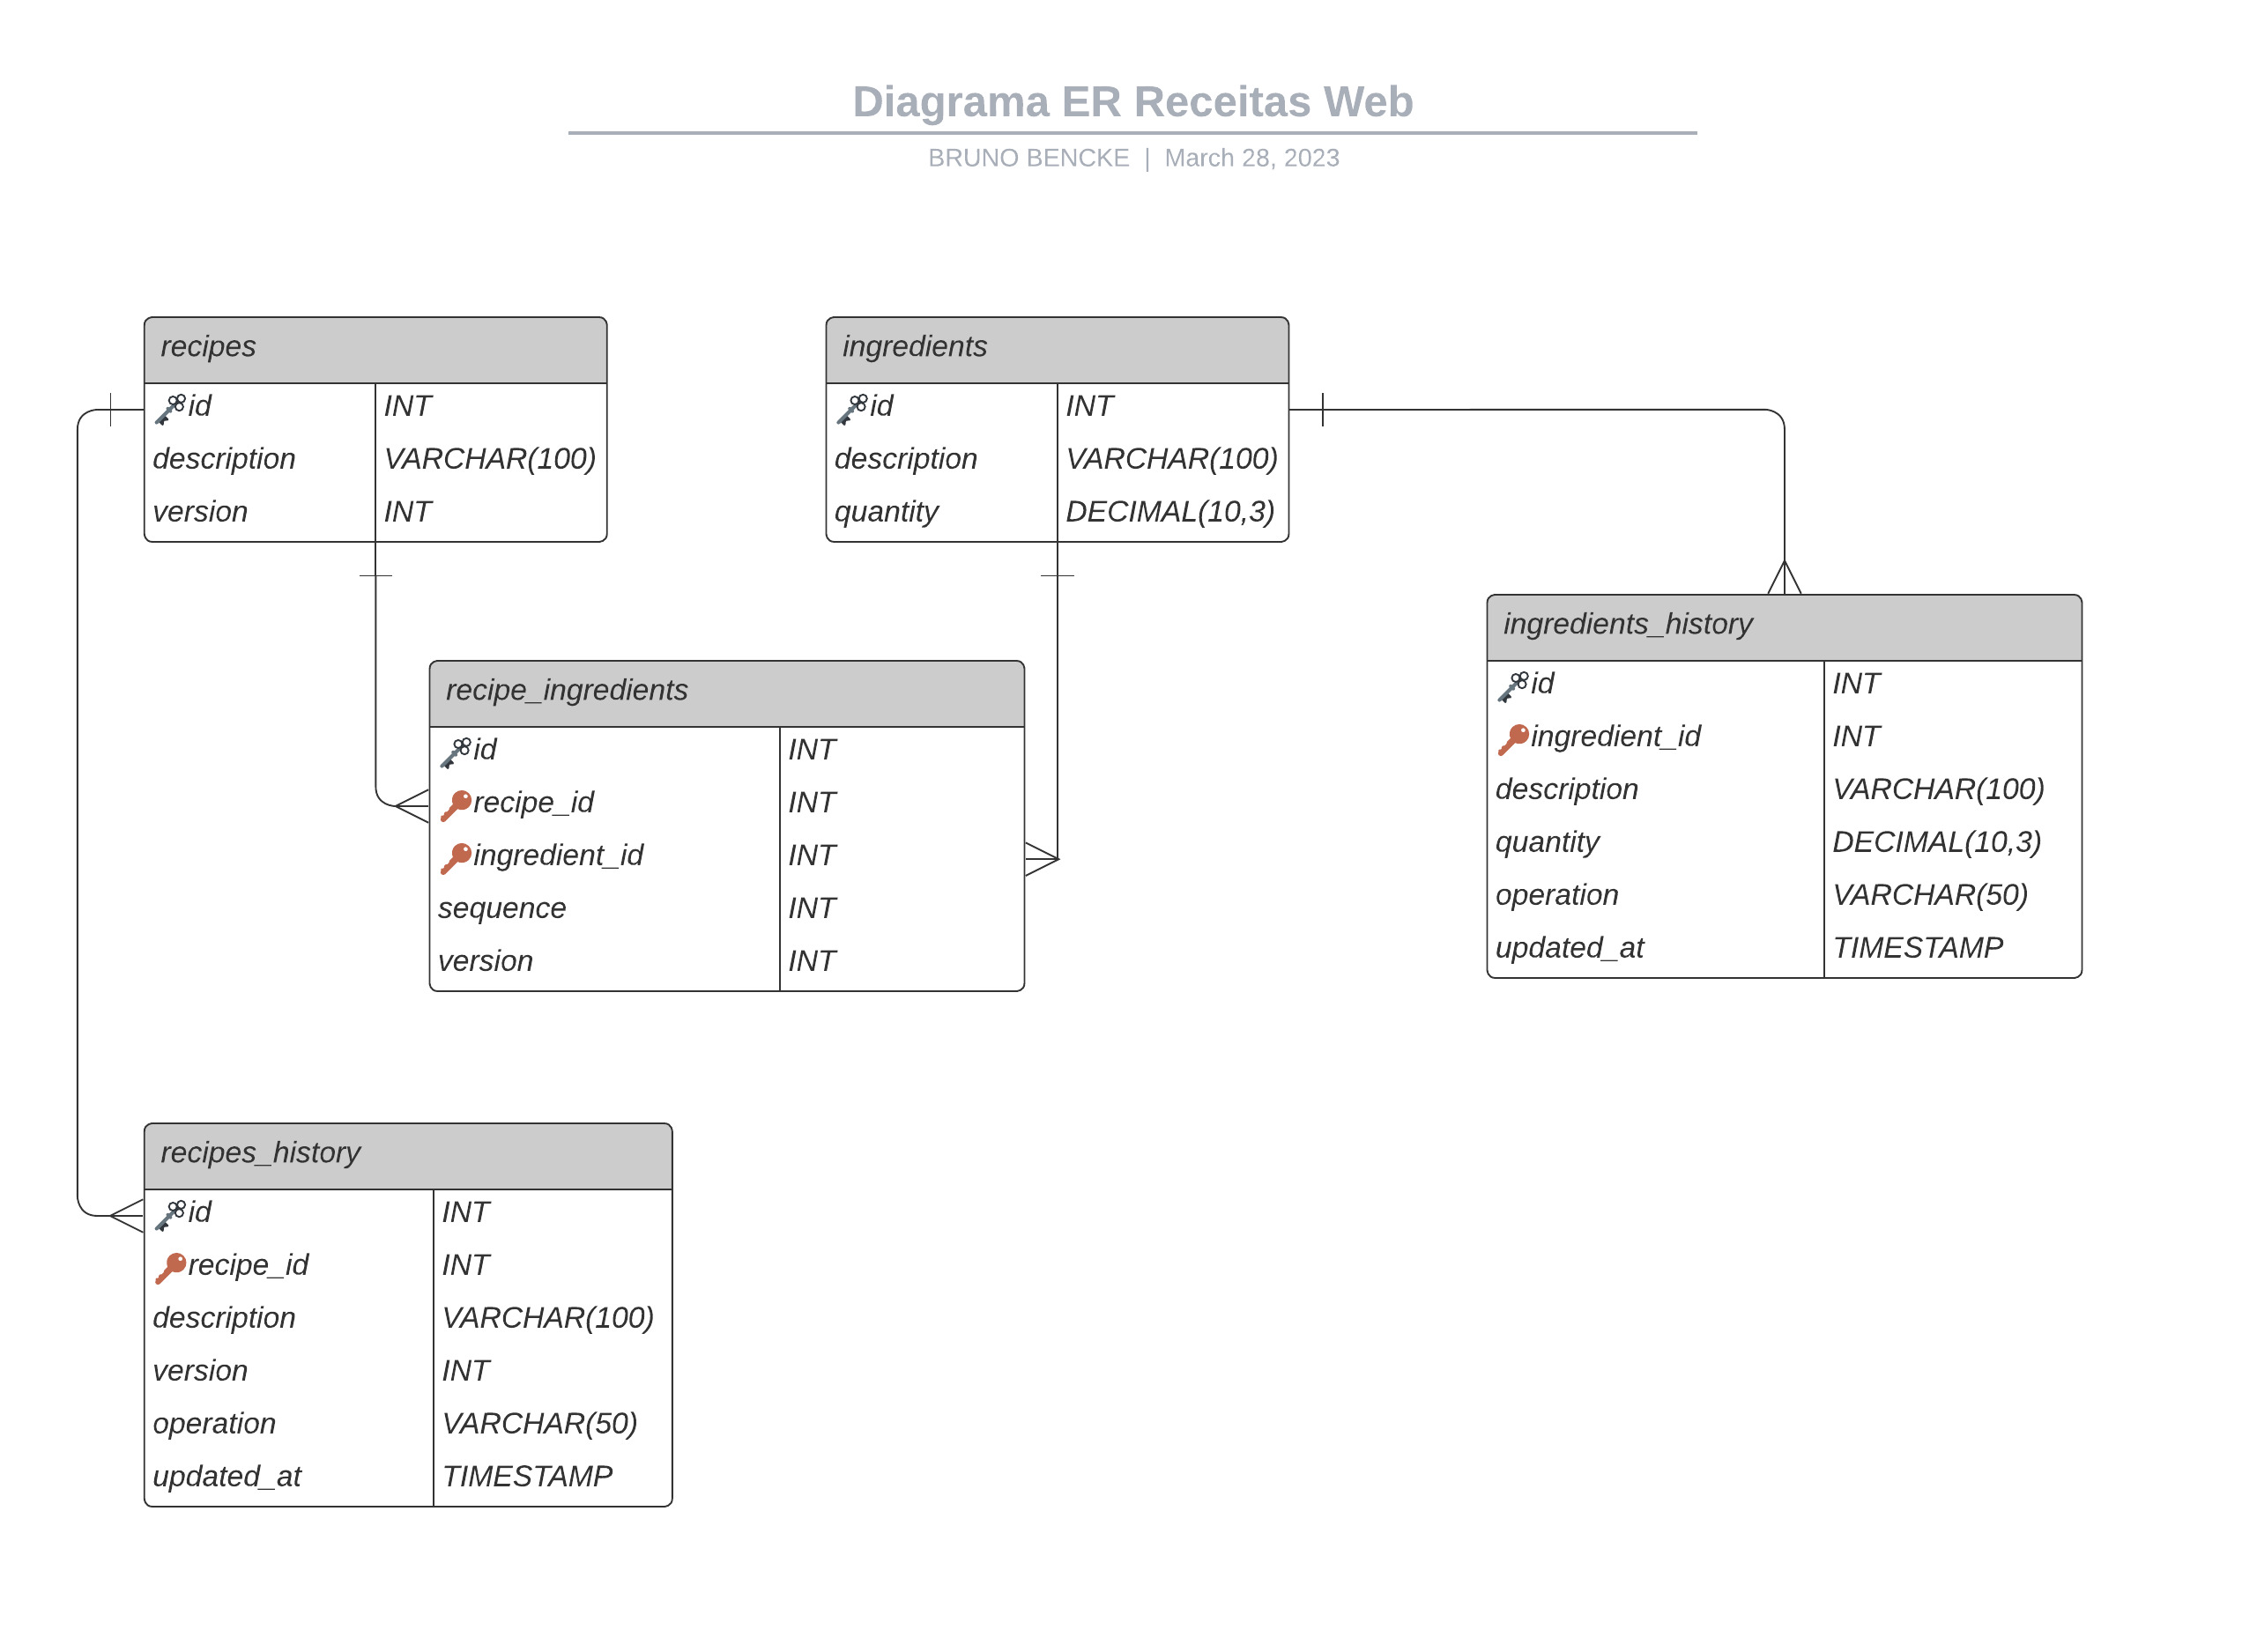 Diagrama ER Receitas Web
BRUNO BENCKE | March 28, 2023
recipes
id INT
description VARCHAR(100)
version INT
ingredients
id INT
description VARCHAR(100)
quantity DECIMAL(10,3)
recipe_ingredients
id INT
recipe_id INT
ingredient_id INT
sequence INT
version INT
ingredients_history
id INT
ingredient_id INT
description VARCHAR(100)
quantity DECIMAL(10,3)
operation VARCHAR(50)
updated_at TIMESTAMP
recipes_history
id INT
recipe_id INT
description VARCHAR(100)
version INT
operation VARCHAR(50)
updated_at TIMESTAMP